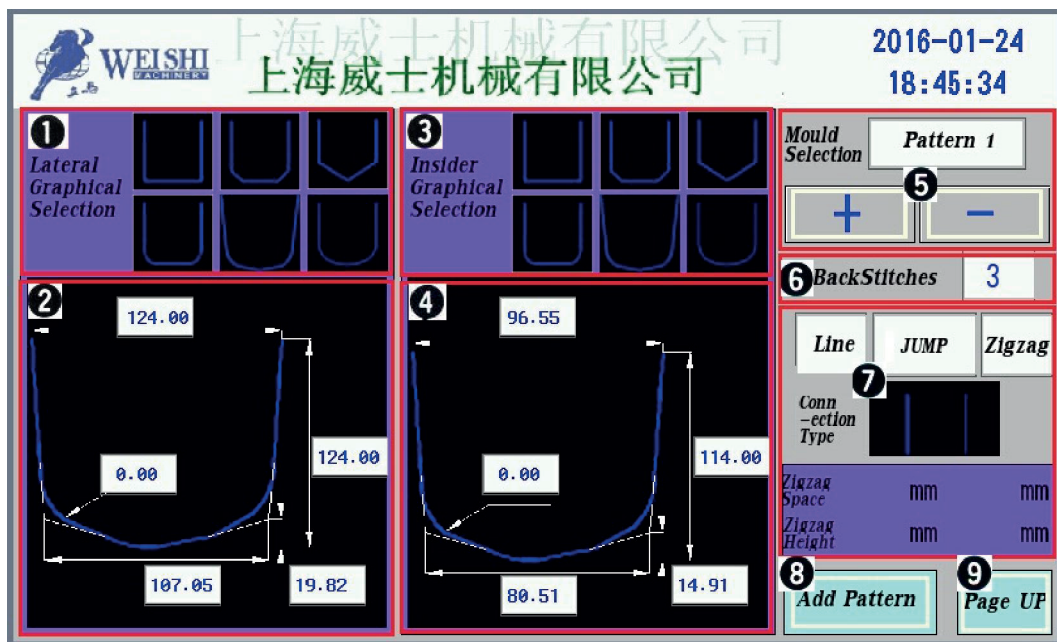 上海威士机械有限公司
WEISHI
MACHINERY
上海威士机械有限公司
2016-01-24
18:45:34
1
Lateral
Graphical
Selection
3
Insider
Graphical
Selection
Mould
Selection
Pattern 1
5
+
−
6
BackStitches
3
2
124.00
124.00
0.00
107.05
19.82
4
96.55
114.00
0.00
80.51
14.91
Line
JUMP
Zigzag
7
Conn
-ection
Type
Zigzag
Space
mm
mm
Zigzag
Height
mm
mm
8
Add Pattern
9
Page UP